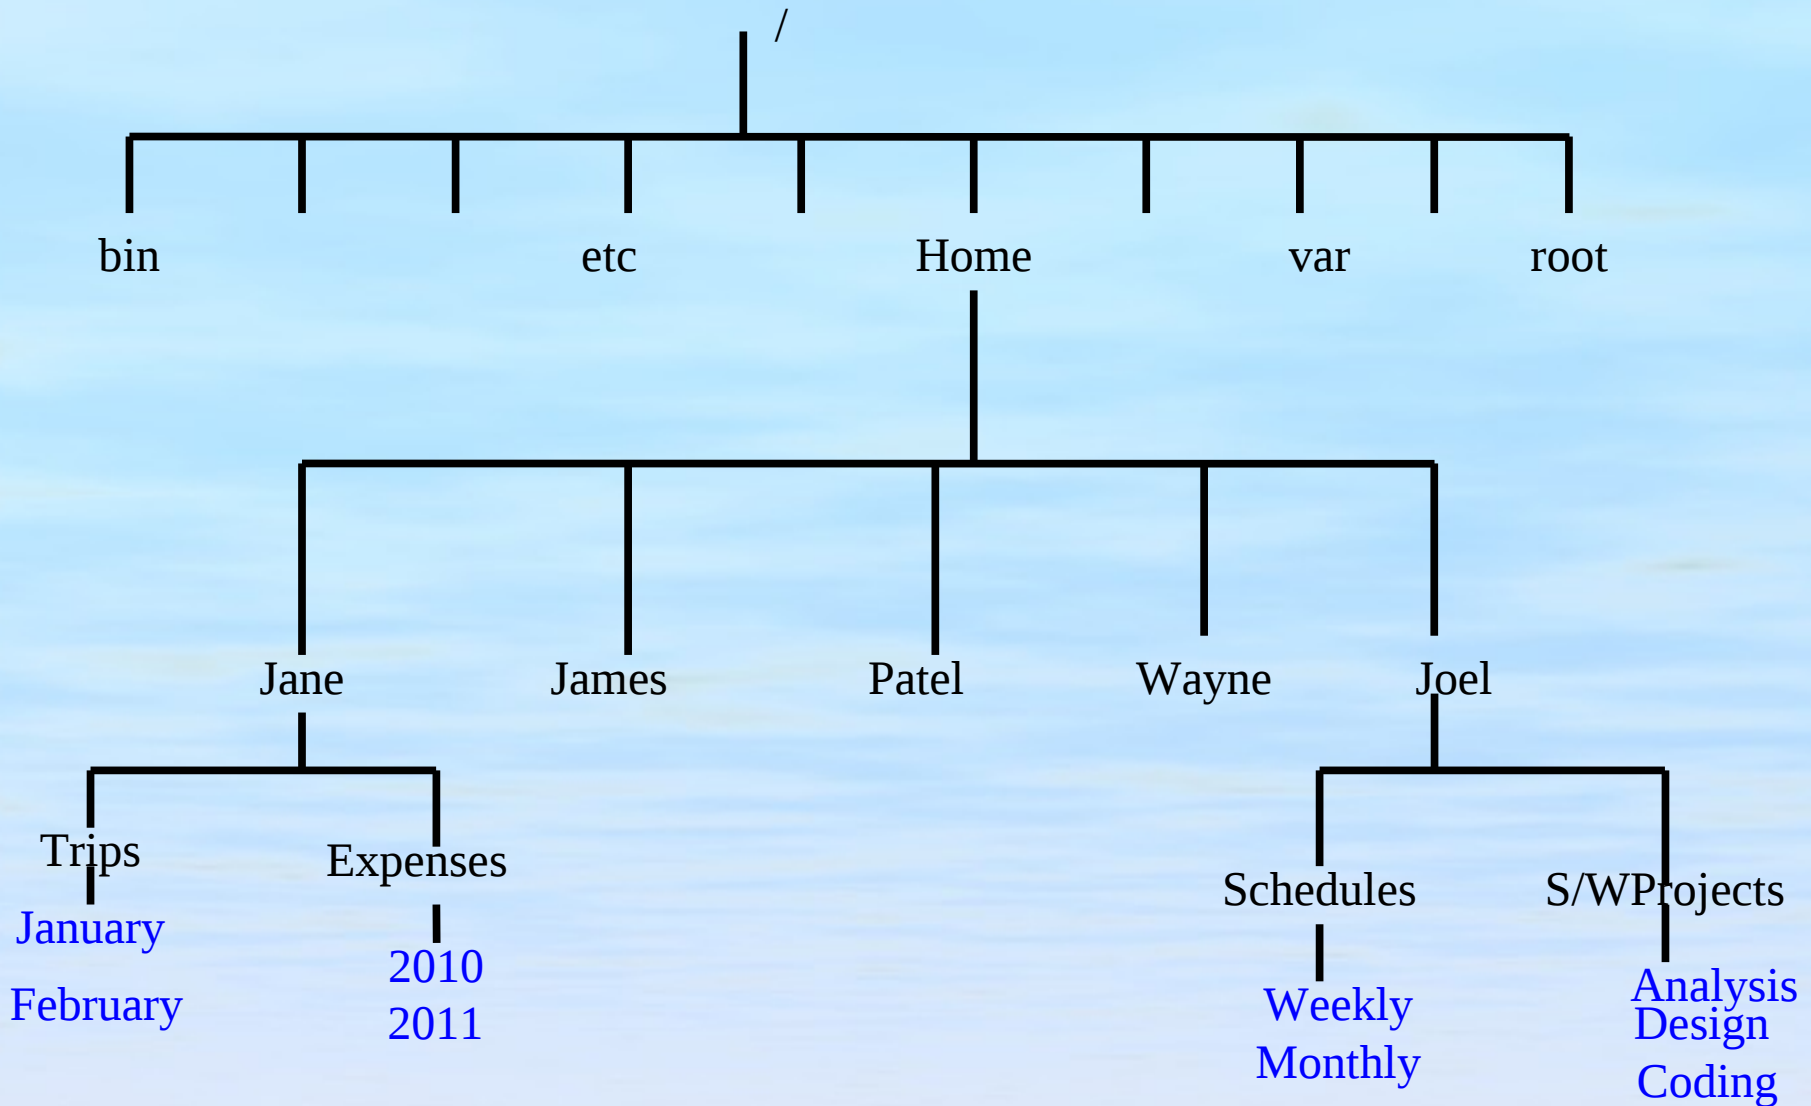 /
bin etc Home var root
Jane James Patel Wayne Joel
Trips Expenses Schedules S/WProjects
January
February
2010
2011
Weekly
Monthly
Analysis
Design
Coding